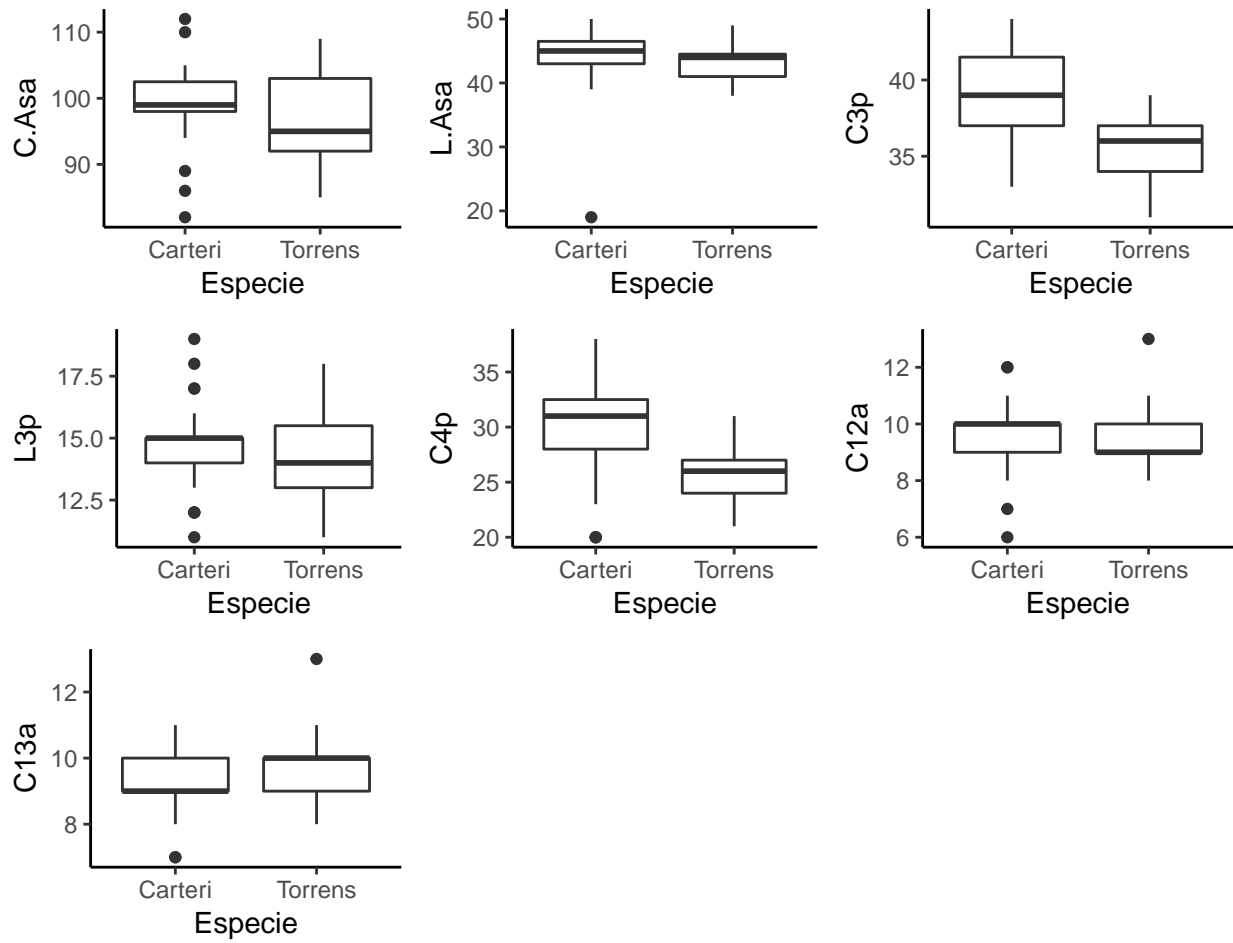 C.Asa
110
100
90
Carteri Torrens
Especie
L.Asa
50
40
30
20
Carteri Torrens
Especie
C3p
40
35
Carteri Torrens
Especie
L3p
17.5
15.0
12.5
Carteri Torrens
Especie
C4p
35
30
25
20
Carteri Torrens
Especie
C12a
12
10
8
6
Carteri Torrens
Especie
C13a
12
10
8
Carteri Torrens
Especie